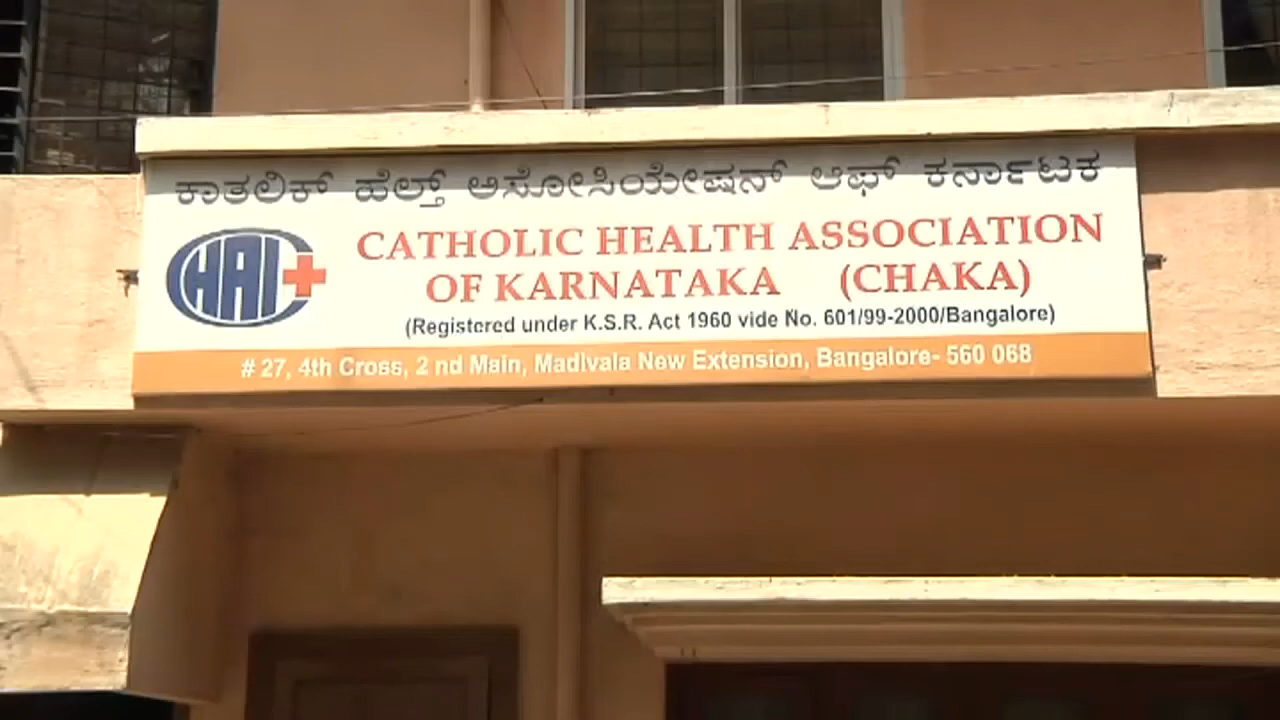 ಕಾತಲಿಕ್ ಹೆಲ್ತ್ ಅಸೋಸಿಯೇಷನ್ ಆಫ್ ಕರ್ನಾಟಕ
CHAI
CATHOLIC HEALTH ASSOCIATION
OF KARNATAKA (CHAKA)
(Registered under K.S.R. Act 1960 vide No. 601/99-2000/Bangalore)
# 27, 4th Cross, 2 nd Main, Madivala New Extension, Bangalore- 560 068